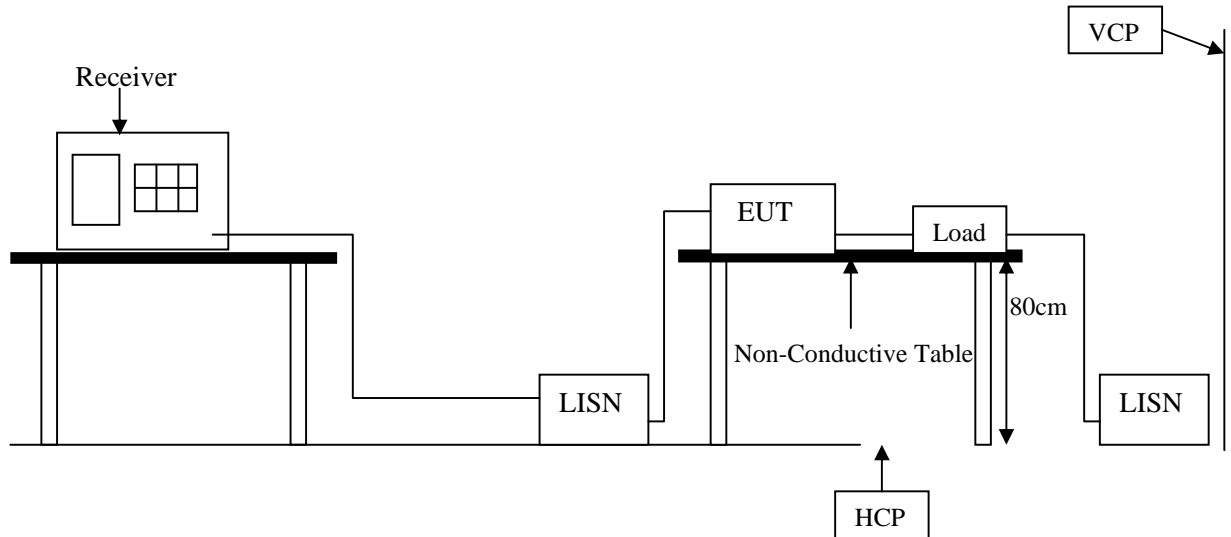 VCP
Receiver
EUT
Load
80cm
Non-Conductive Table
LISN
LISN
HCP